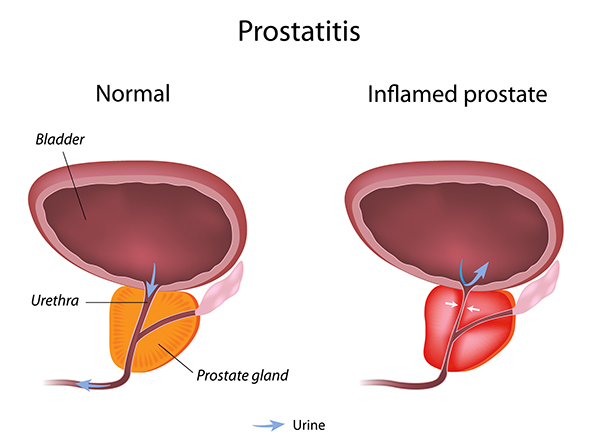 Prostatitis
Normal
Inflamed prostate
Bladder
Urethra
Prostate gland
Urine